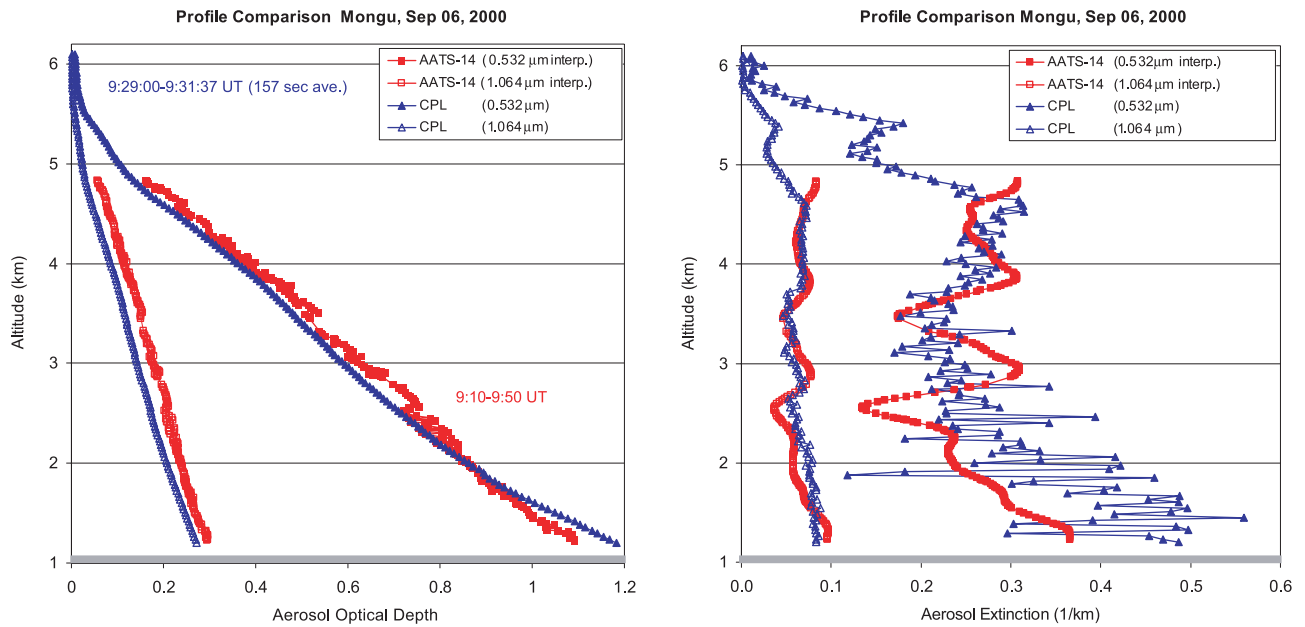 Profile Comparison Mongu, Sep 06, 2000
AATS-14 (0.532 µm interp.)
AATS-14 (1.064 µm interp.)
CPL (0.532 µm)
CPL (1.064 µm)
9:29:00-9:31:37 UT (157 sec ave.)
9:10-9:50 UT
6
5
4
3
2
1
Altitude (km)
0 0.2 0.4 0.6 0.8 1 1.2
Aerosol Optical Depth
Profile Comparison Mongu, Sep 06, 2000
AATS-14 (0.532µm interp.)
AATS-14 (1.064 µm interp.)
CPL (0.532 µm)
CPL (1.064 µm)
6
5
4
3
2
1
Altitude (km)
0.0 0.1 0.2 0.3 0.4 0.5 0.6
Aerosol Extinction (1/km)